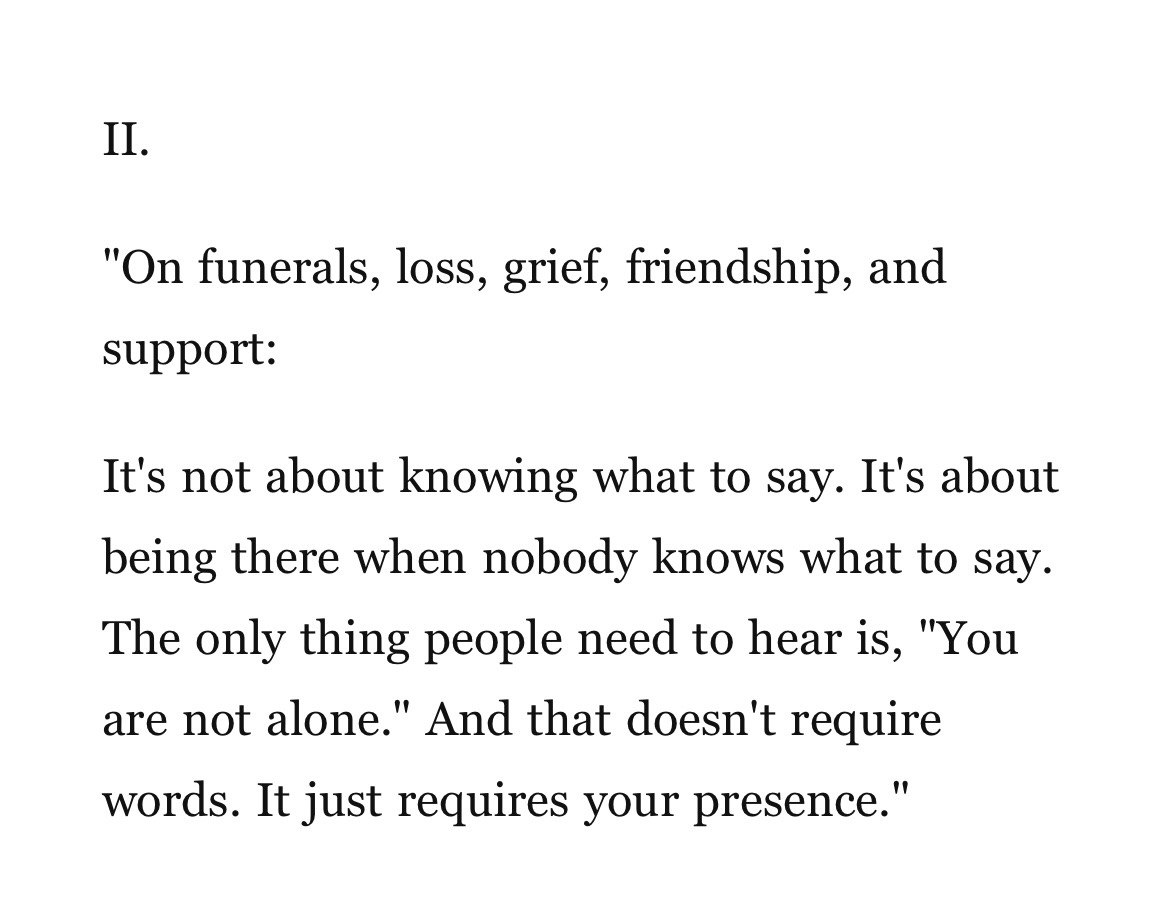 II.
"On funerals, loss, grief, friendship, and
support:
It's not about knowing what to say. It's about
being there when nobody knows what to say.
The only thing people need to hear is, "You
are not alone." And that doesn't require
words. It just requires your presence."